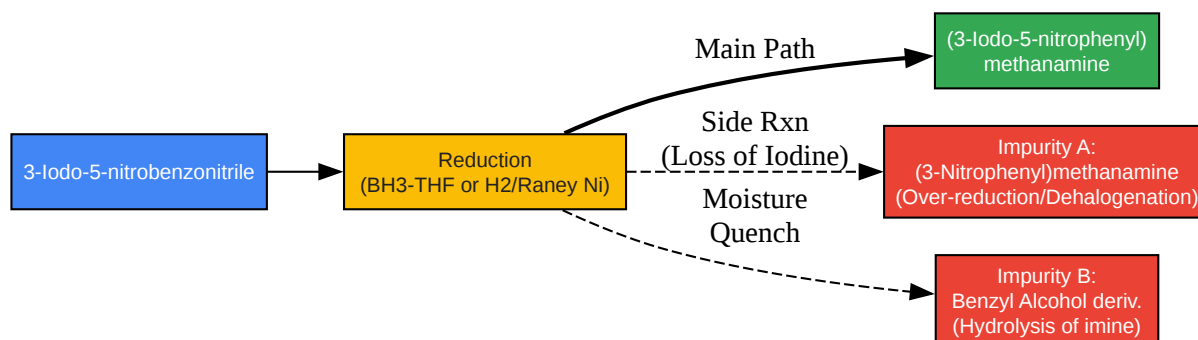 3-Iodo-5-nitrobenzonitrile
Reduction
(BH3-THF or H2/Raney Ni)
Main Path
Side Rxn
(Loss of Iodine)
Moisture
Quench
(3-Iodo-5-nitrophenyl)
methanamine
Impurity A:
(3-Nitrophenyl)methanamine
(Over-reduction/Dehalogenation)
Impurity B:
Benzyl Alcohol deriv.
(Hydrolysis of imine)